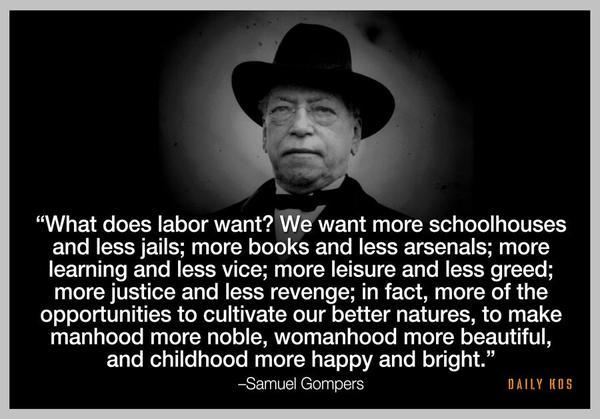 “What does labor want? We want more schoolhouses
and less jails; more books and less arsenals; more
learning and less vice; more leisure and less greed;
more justice and less revenge; in fact, more of the
opportunities to cultivate our better natures, to make
manhood more noble, womanhood more beautiful,
and childhood more happy and bright.”
–Samuel Gompers
DAILY KOS